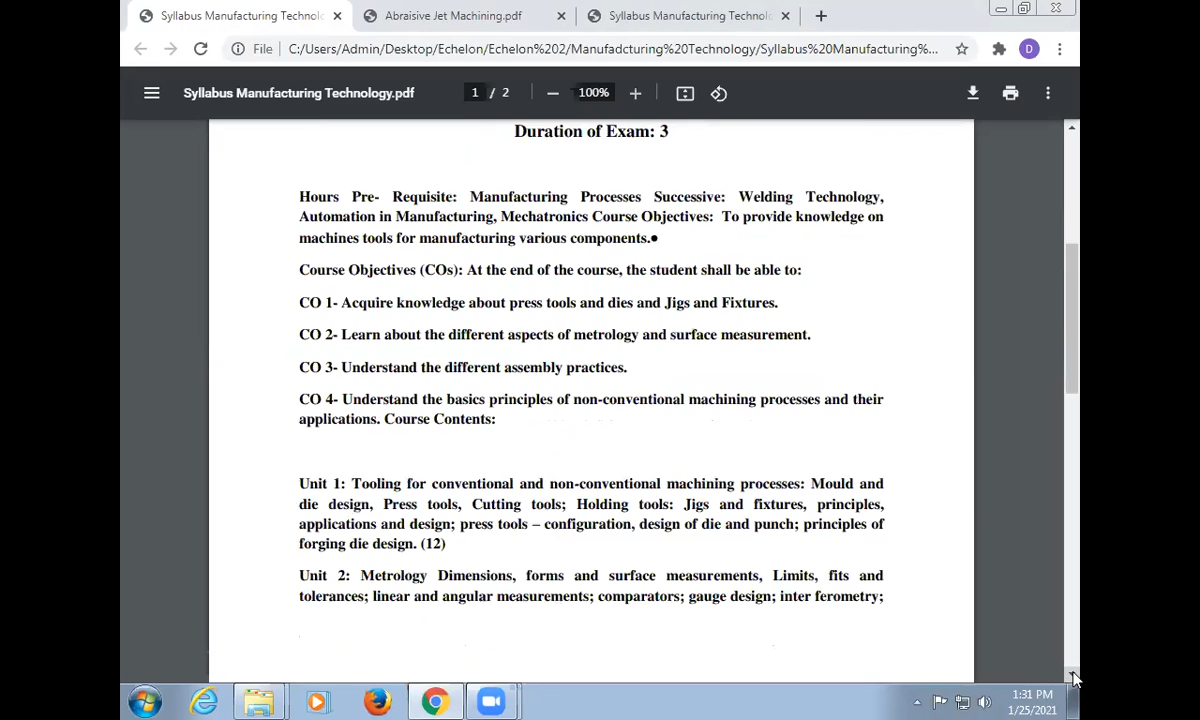 Syllabus Manufacturing Technolo
Abraisive Jet Machining.pdf
Syllabus Manufacturing Technolo
File
C:/Users/Admin/Desktop/Echelon/Echelon%202/Manufadcturing%20Technology/Syllabus%20Manufacturing%...
D
Syllabus Manufacturing Technology.pdf
1 / 2
100%
Duration of Exam: 3
Hours Pre- Requisite: Manufacturing Processes Successive: Welding Technology,
Automation in Manufacturing, Mechatronics Course Objectives: To provide knowledge on
machines tools for manufacturing various components.●
Course Objectives (COs): At the end of the course, the student shall be able to:
CO 1- Acquire knowledge about press tools and dies and Jigs and Fixtures.
CO 2- Learn about the different aspects of metrology and surface measurement.
CO 3- Understand the different assembly practices.
CO 4- Understand the basics principles of non-conventional machining processes and their
applications. Course Contents:
Unit 1: Tooling for conventional and non-conventional machining processes: Mould and
die design, Press tools, Cutting tools; Holding tools: Jigs and fixtures, principles,
applications and design; press tools – configuration, design of die and punch; principles of
forging die design. (12)
Unit 2: Metrology Dimensions, forms and surface measurements, Limits, fits and
tolerances; linear and angular measurements; comparators; gauge design; inter ferometry;
1:31 PM
1/25/2021